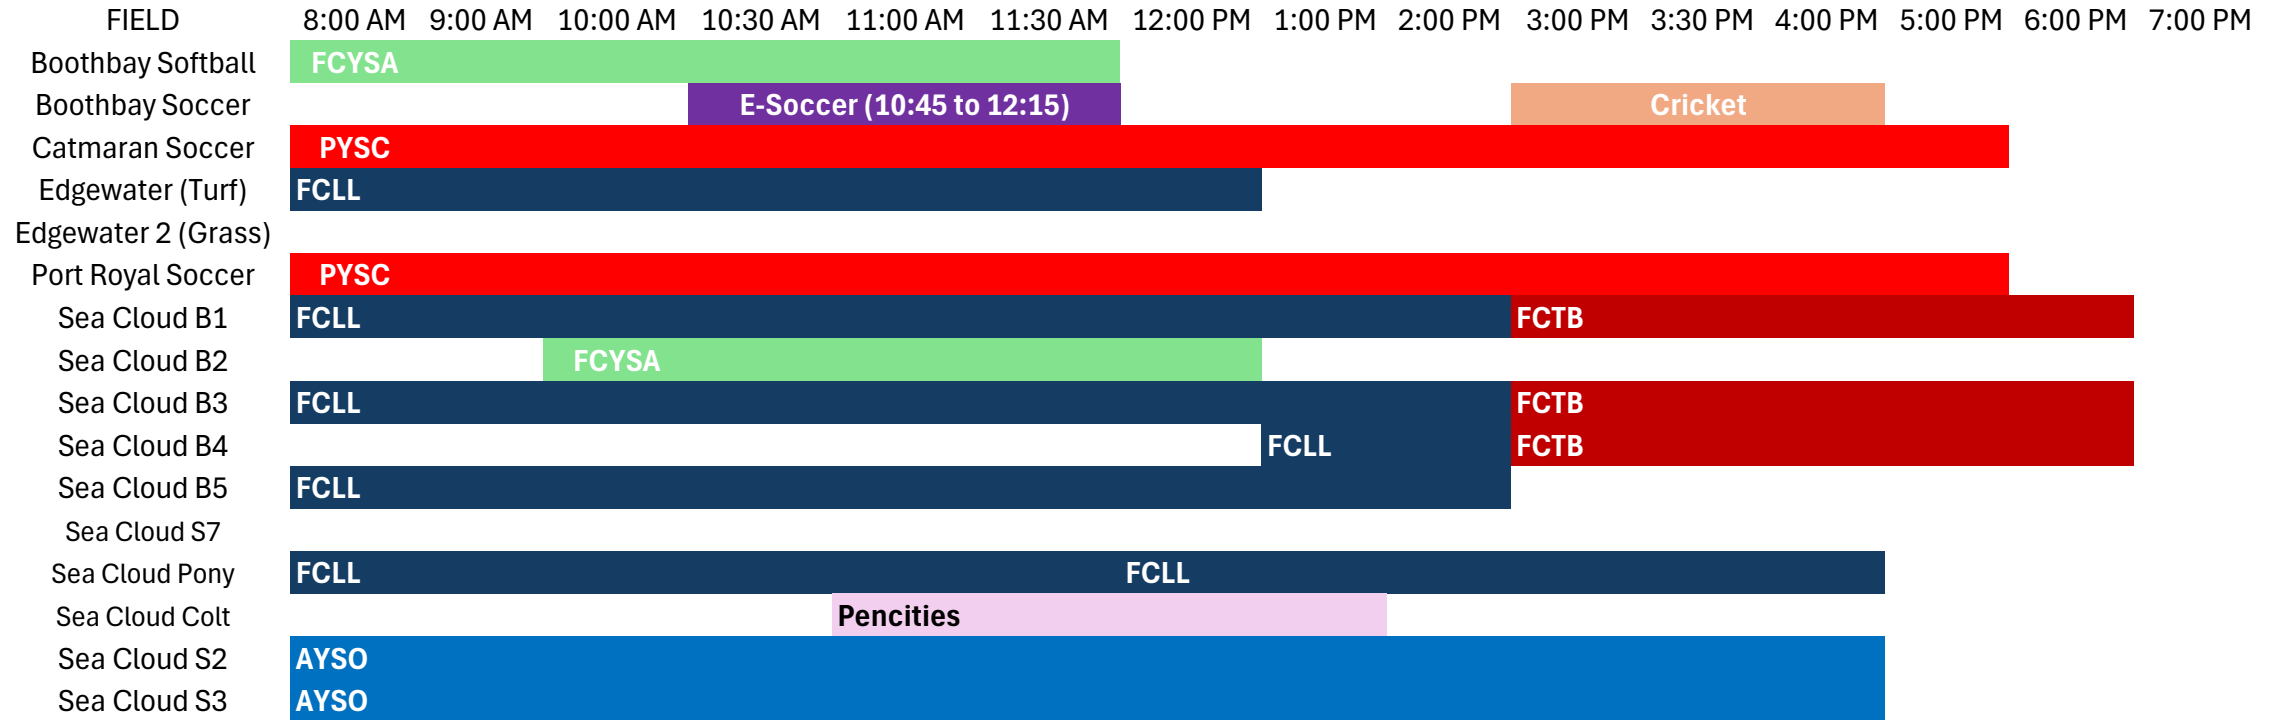 FIELD 8:00 AM 9:00 AM 10:00 AM 10:30 AM 11:00 AM 11:30 AM 12:00 PM 1:00 PM 2:00 PM 3:00 PM 3:30 PM 4:00 PM 5:00 PM 6:00 PM 7:00 PM
Boothbay Softball FCYSA
Boothbay Soccer E-Soccer (10:45 to 12:15) Cricket
Catmaran Soccer PYSC
Edgewater (Turf) FCLL
Edgewater 2 (Grass)
Port Royal Soccer PYSC
Sea Cloud B1 FCLL FCTB
Sea Cloud B2 FCYSA
Sea Cloud B3 FCLL FCTB
Sea Cloud B4 FCLL FCTB
Sea Cloud B5 FCLL
Sea Cloud S7
Sea Cloud Pony FCLL FCLL
Sea Cloud Colt Pencities
Sea Cloud S2 AYSO
Sea Cloud S3 AYSO